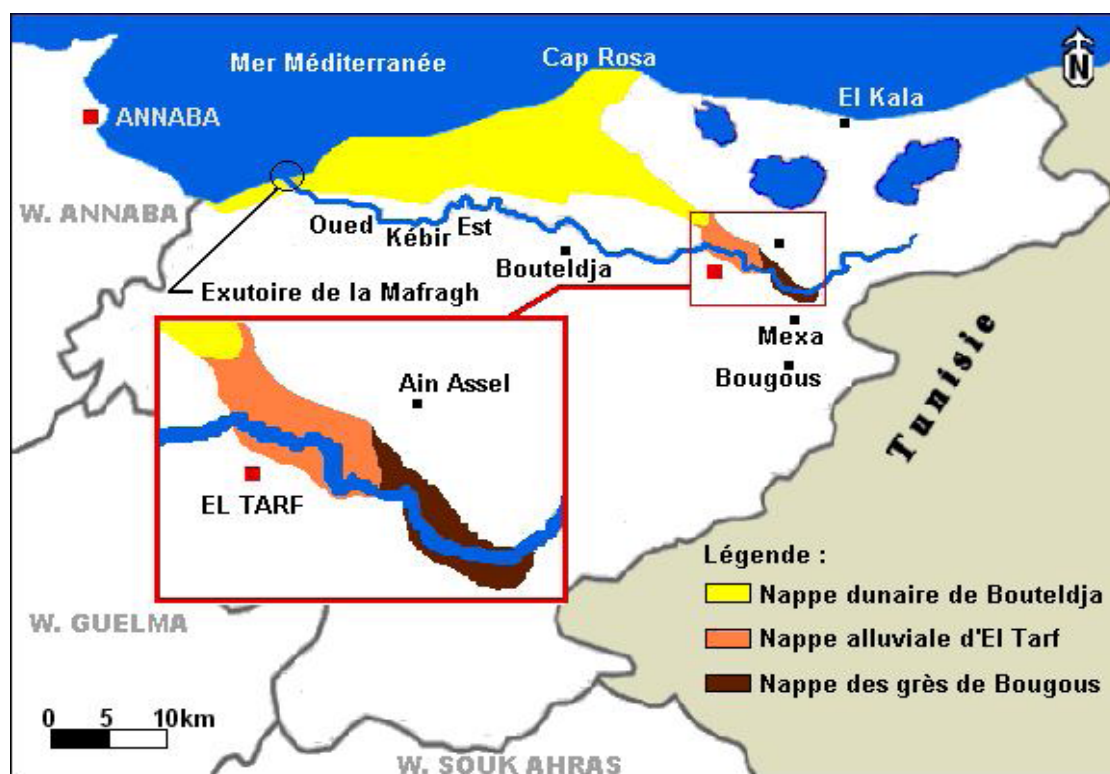 Mer Méditerranée
Cap Rosa
N
ANNABA
El Kala
W. ANNABA
Oued
Kébir
Est
Bouteldja
Exutoire de la Mafragh
Mexa
Bougous
Tunisie
Ain Assel
EL TARF
Légende :
Nappe dunaire de Bouteldja
W. GUELMA
Nappe alluviale d'El Tarf
Nappe des grès de Bougous
0 5 10km
W. SOUK AHRAS